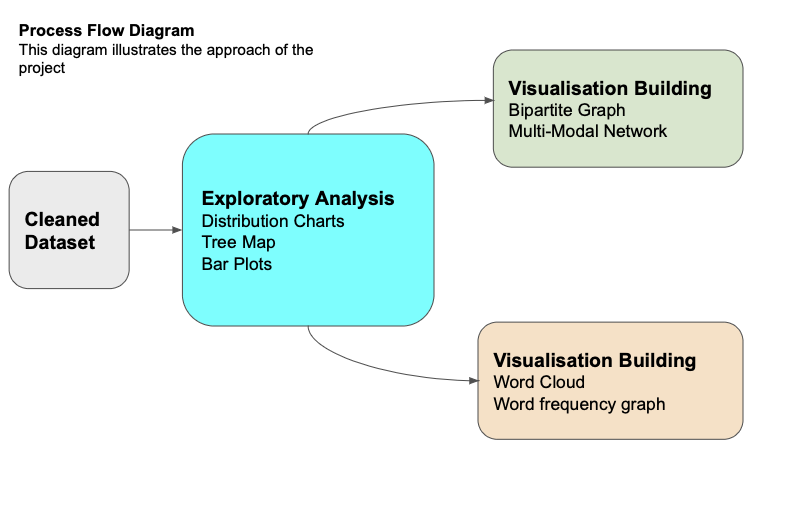 Process Flow Diagram
This diagram illustrates the approach of the
project
Cleaned
Dataset
Exploratory Analysis
Distribution Charts
Tree Map
Bar Plots
Visualisation Building
Bipartite Graph
Multi-Modal Network
Visualisation Building
Word Cloud
Word frequency graph